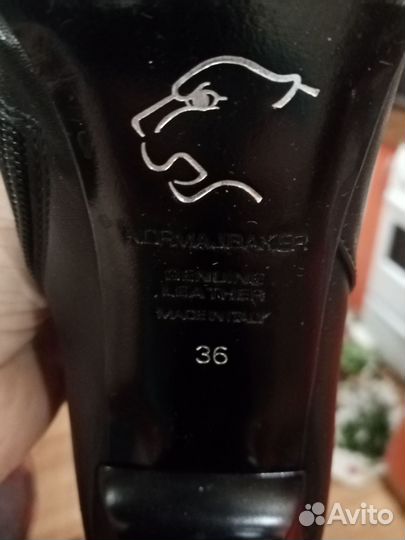 NORMAJBAKER
GENUINE
LEATHER
MADE IN ITALY
36
Avito